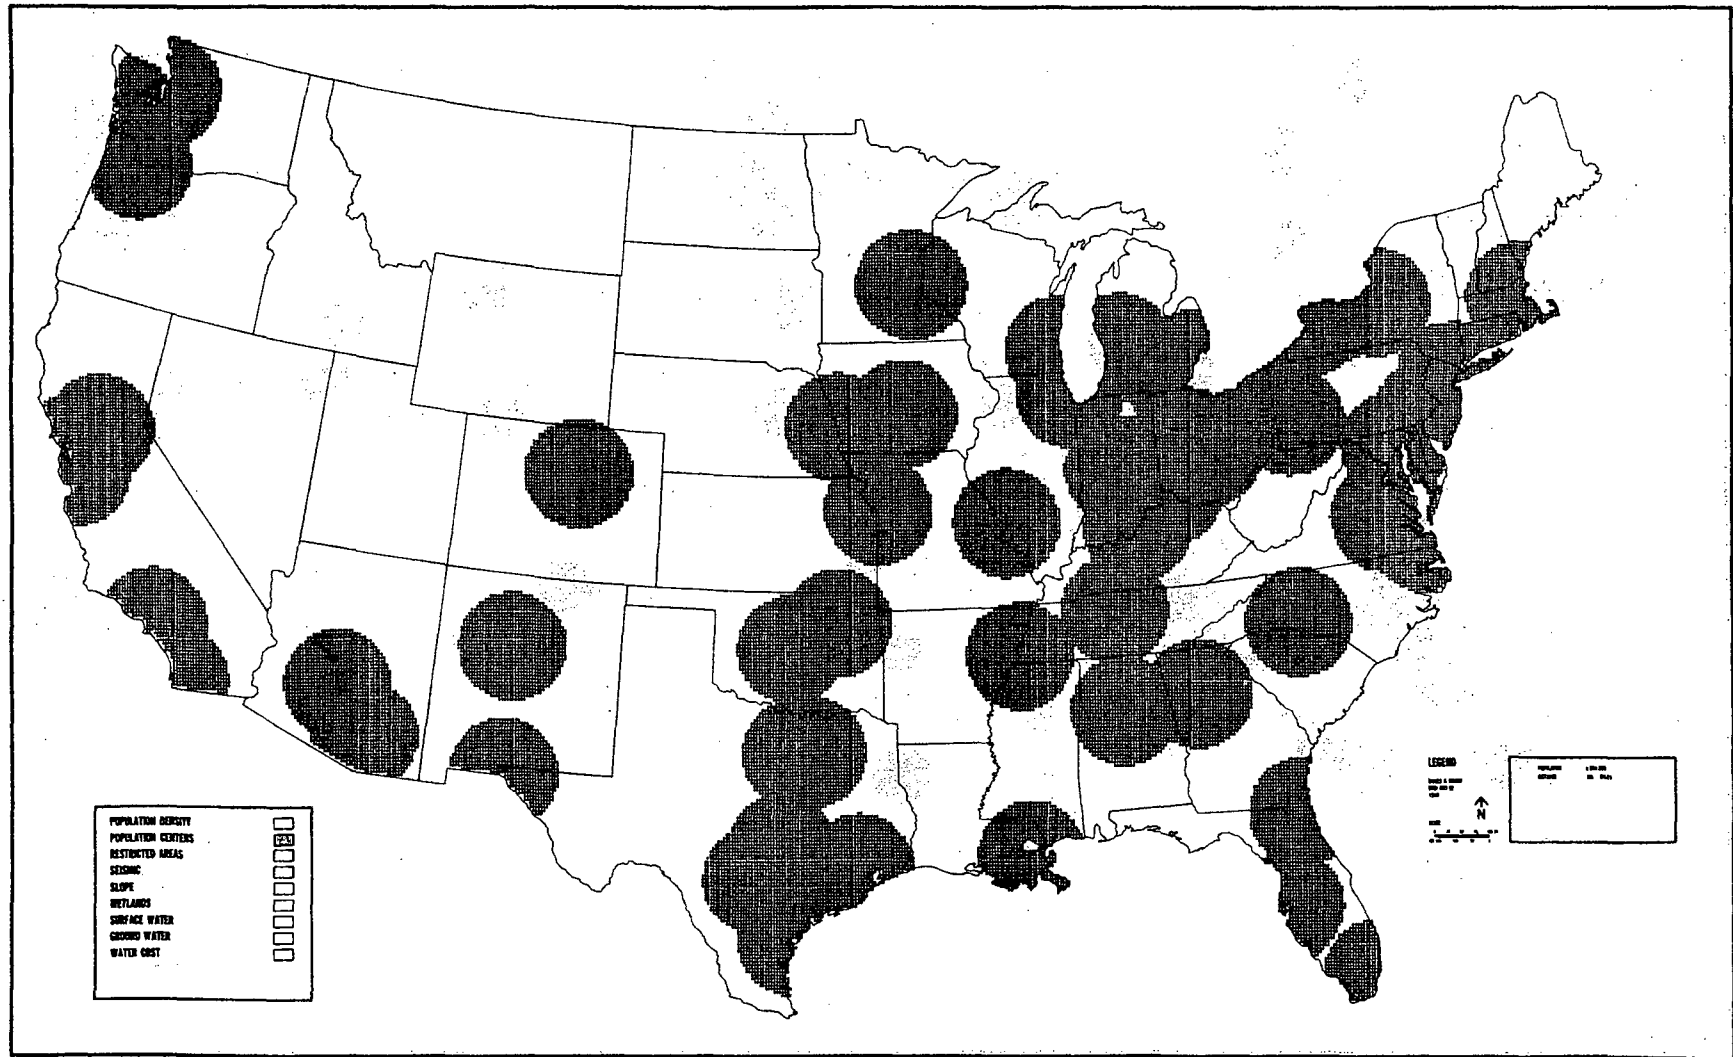 POPULATION DENSITY
POPULATION CENTERS
RESTRICTED AREAS
SEISMIC
SLOPE
WETLANDS
SURFACE WATER
GROUND WATER
WATER COST
LEGEND
N